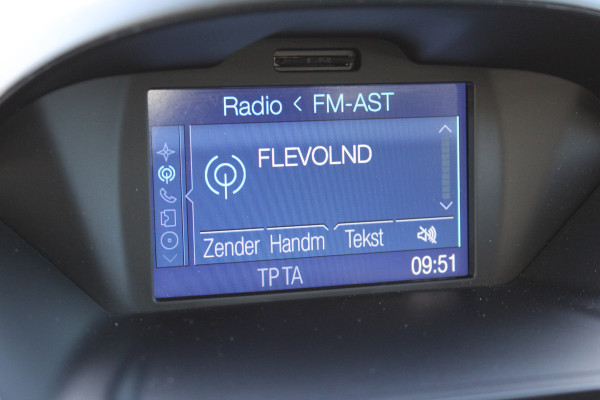 Radio < FM-AST
FLEVOLND
Zender Handm Tekst
TP TA 09:51